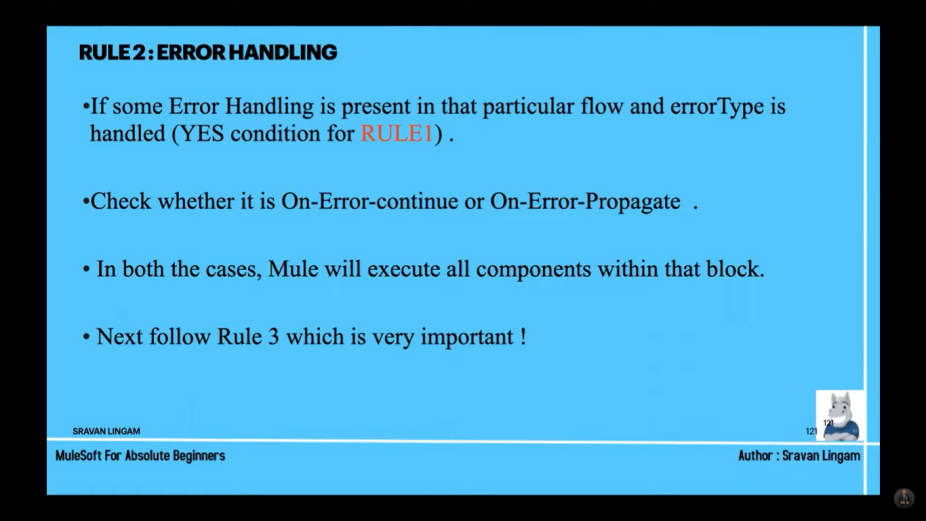 RULE 2 : ERROR HANDLING
•If some Error Handling is present in that particular flow and errorType is
handled (YES condition for RULE1) .
•Check whether it is On-Error-continue or On-Error-Propagate .
• In both the cases, Mule will execute all components within that block.
• Next follow Rule 3 which is very important !
SRAVAN LINGAM
121
121
MuleSoft For Absolute Beginners
Author : Sravan Lingam